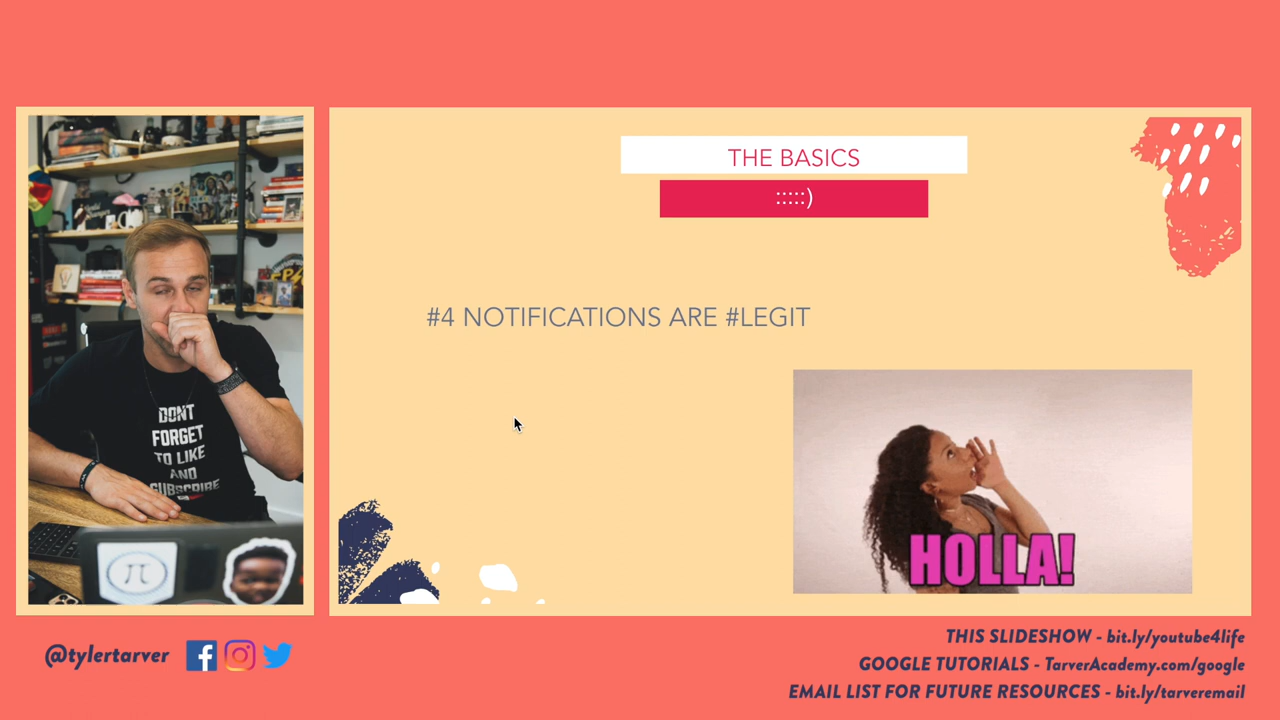 THE BASICS
:::::)
#4 NOTIFICATIONS ARE #LEGIT
DONT
FORGET
TO LIKE
AND
SUBSCRIBE
π
HOLLA!
@tylertarver
THIS SLIDESHOW - bit.ly/youtube4life
GOOGLE TUTORIALS - TarverAcademy.com/google
EMAIL LIST FOR FUTURE RESOURCES - bit.ly/tarveremail